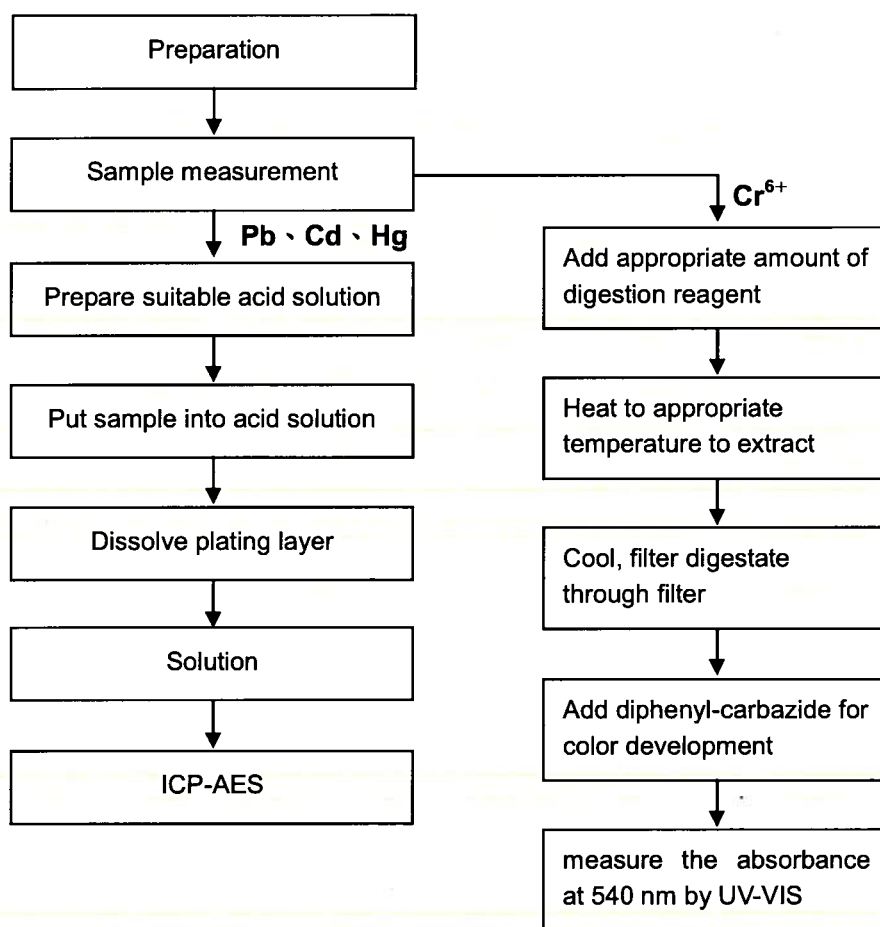 Preparation
Sample measurement
Pb、Cd、Hg
Prepare suitable acid solution
Put sample into acid solution
Dissolve plating layer
Solution
ICP-AES
Cr⁶⁺
Add appropriate amount of
digestion reagent
Heat to appropriate
temperature to extract
Cool, filter digestate
through filter
Add diphenyl-carbazide for
color development
measure the absorbance
at 540 nm by UV-VIS